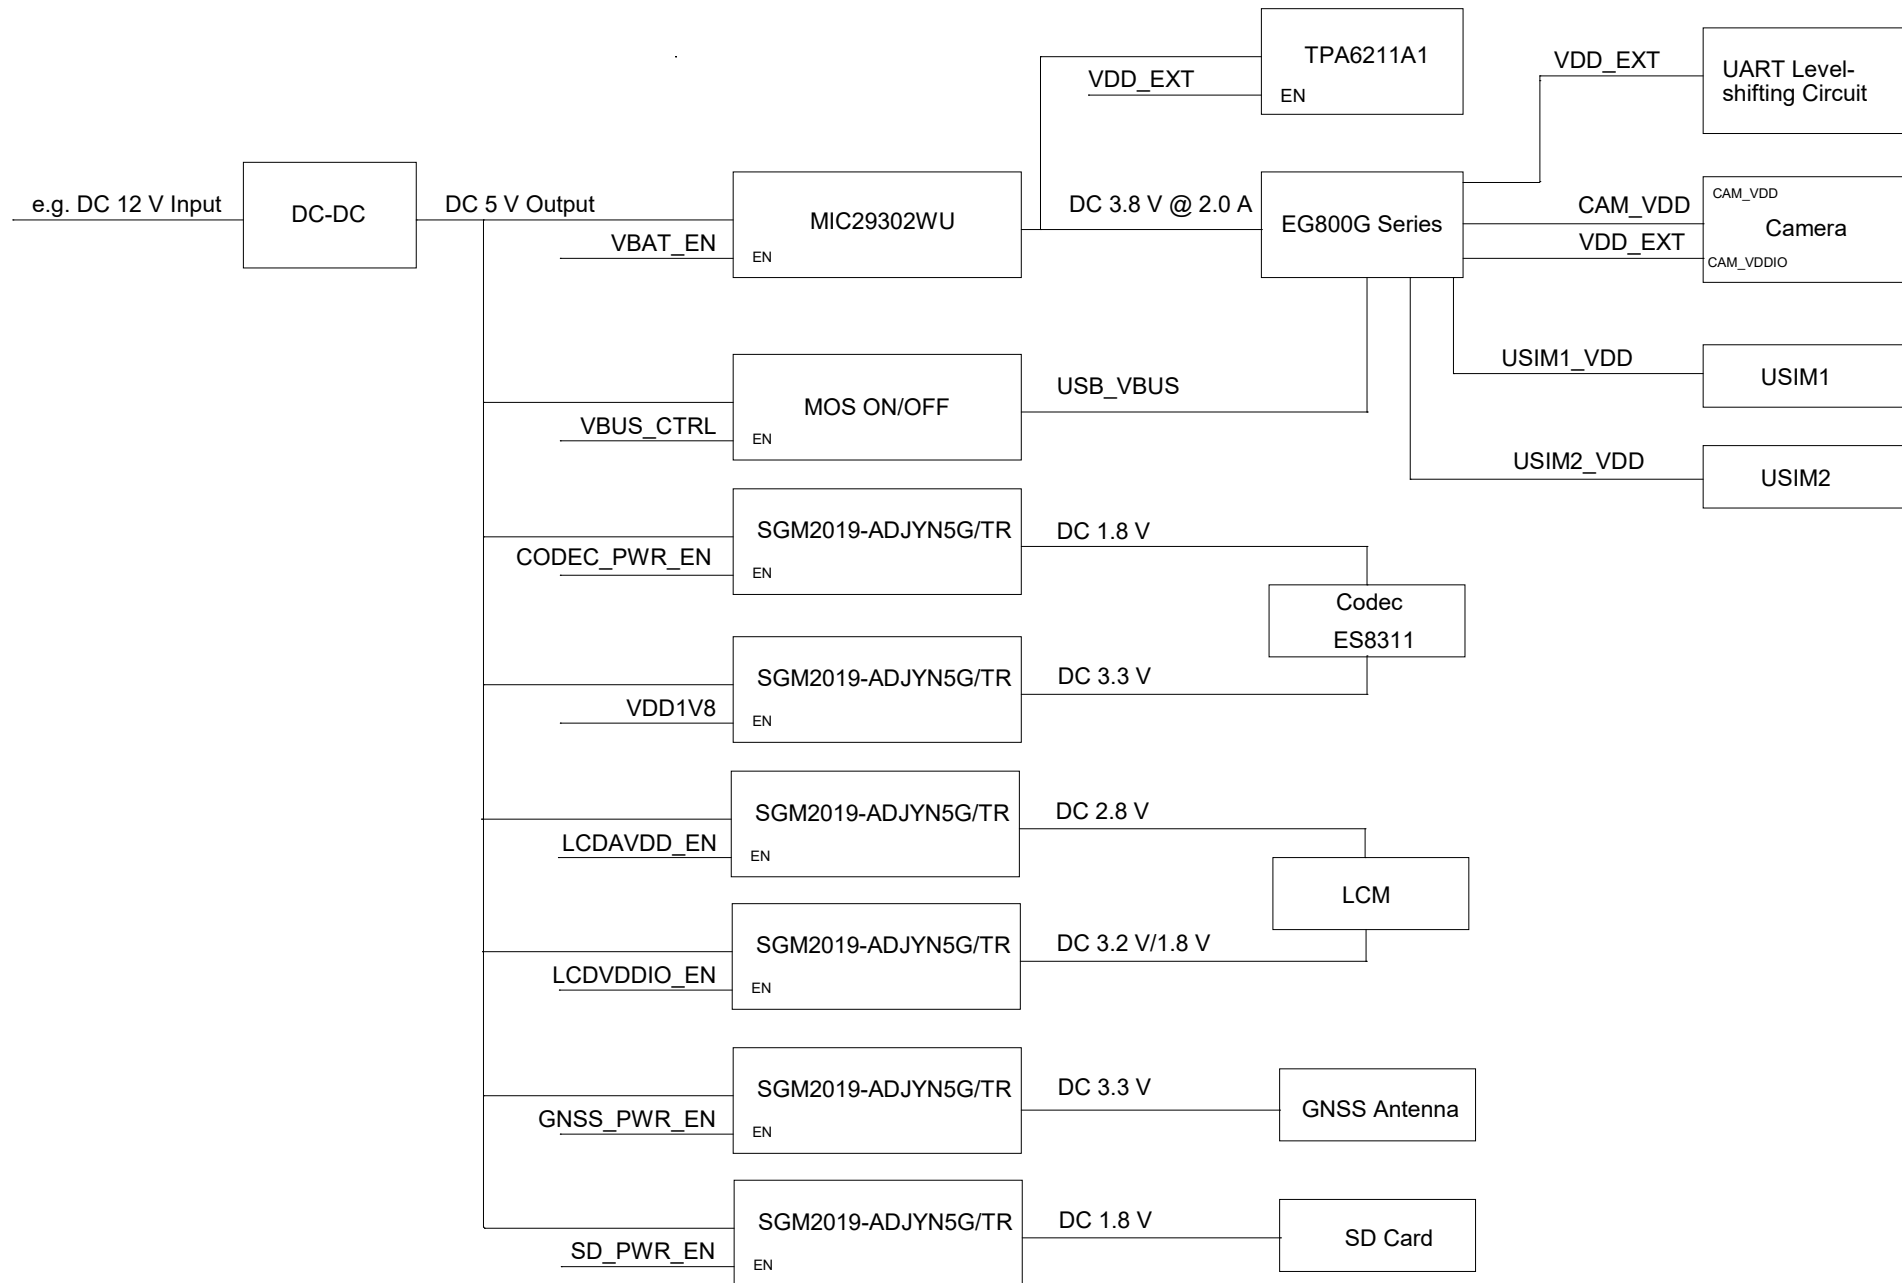 TPA6211A1
VDD_EXT
EN
VDD_EXT
UART Level-
shifting Circuit
e.g. DC 12 V Input
DC-DC
DC 5 V Output
VBAT_EN
MIC29302WU
EN
DC 3.8 V @ 2.0 A
EG800G Series
CAM_VDD
VDD_EXT
CAM_VDD
Camera
CAM_VDDIO
VBUS_CTRL
MOS ON/OFF
EN
USB_VBUS
USIM1_VDD
USIM1
USIM2_VDD
USIM2
CODEC_PWR_EN
SGM2019-ADJYN5G/TR
EN
DC 1.8 V
Codec
ES8311
VDD1V8
SGM2019-ADJYN5G/TR
EN
DC 3.3 V
LCDAVDD_EN
SGM2019-ADJYN5G/TR
EN
DC 2.8 V
LCM
LCDVDDIO_EN
SGM2019-ADJYN5G/TR
EN
DC 3.2 V/1.8 V
GNSS_PWR_EN
SGM2019-ADJYN5G/TR
EN
DC 3.3 V
GNSS Antenna
SD_PWR_EN
SGM2019-ADJYN5G/TR
EN
DC 1.8 V
SD Card